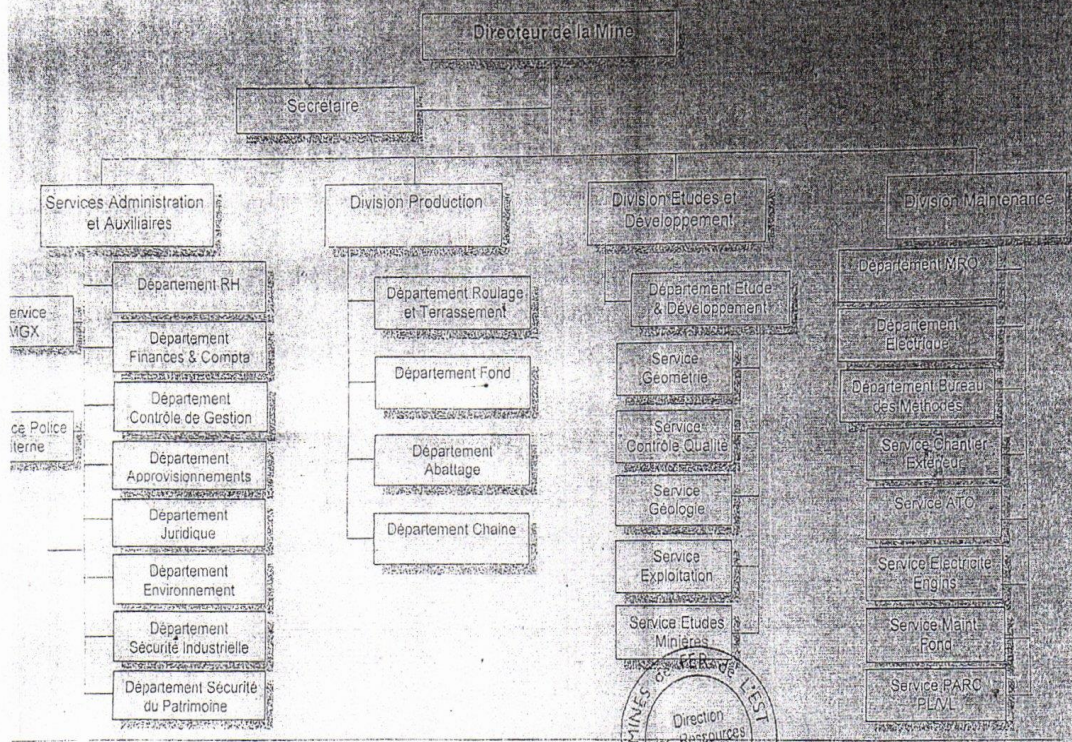 Directeur de la Mine
Secrétaire
Services Administration
et Auxiliaires
Division Production
Division Etudes et
Développement
Division Maintenance
Département RH
ervice
MGX
Département
Finances & Compta
Département
Contrôle de Gestion
ce Police
terne
Département
Approvisionnements
Département
Juridique
Département
Environnement
Département
Sécurité Industrielle
Département Sécurité
du Patrimoine
Département Roulage
et Terrassement
Département Fond
Département
Abattage
Département Chaine
Département Etude
& Développement
Service
Géométrie
Service
Contrôle Qualité
Service
Géologie
Service
Exploitation
Service Etudes
Minières
Département MRO
Département
Electrique
Département Bureau
des Méthodes
Service Chantier
Extérieur
Service ATC
Service Electricité
Engins
Service Maint
Fond
Service PARC
PL/VL
MINES de FER de L'EST
Direction
Ressources